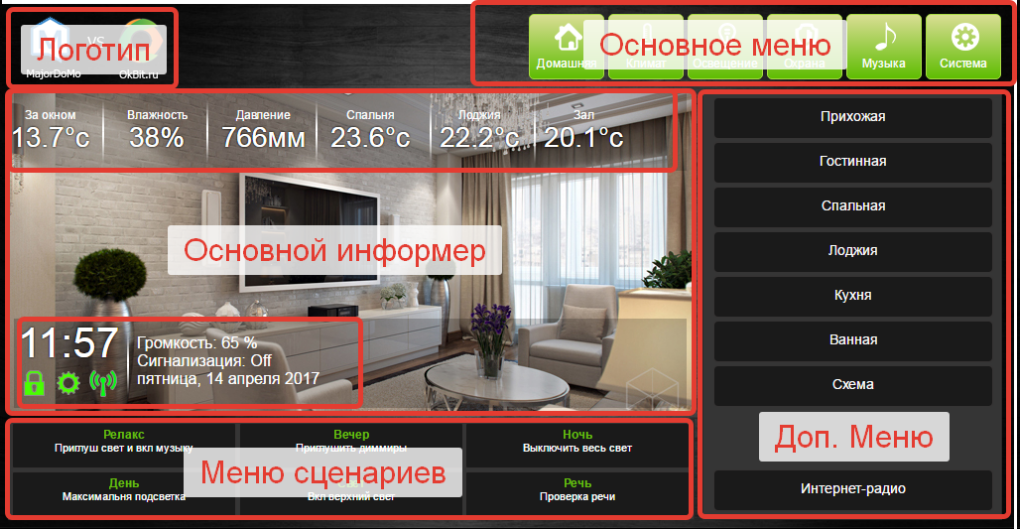 VS
Логотип
MajorDoMo OkBit.ru
Основное меню
Домашняя Климат Освещение Охрана Музыка Система
За окном Влажность Давление Спальня Лоджия Зал
13.7°c 38% 766мм 23.6°c 22.2°c 20.1°c
Основной информер
11:57
Громкость: 65 %
Сигнализация: Off
пятница, 14 апреля 2017
Прихожая
Гостинная
Спальная
Лоджия
Кухня
Ванная
Схема
Доп. Меню
Интернет-радио
Релакс Вечер Ночь
Приглуш свет и вкл музыку Приглушить диммиры Выключить весь свет
Меню сценариев
День Речь
Максимальня подсветка Вкл верхний свет Проверка речи